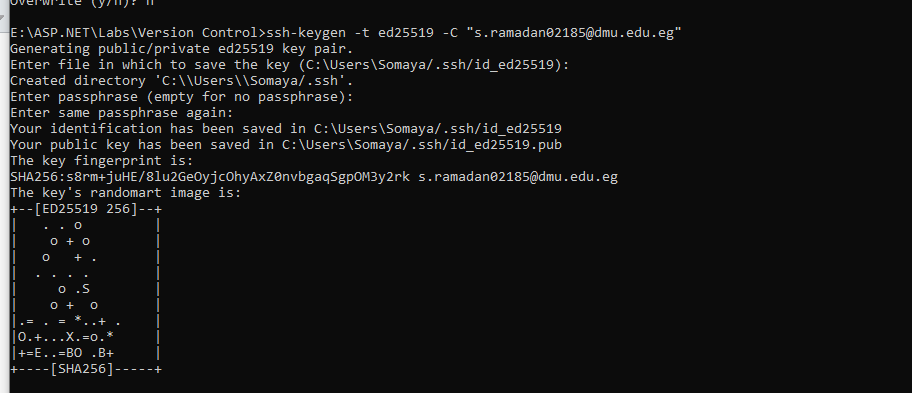 Overwrite (y/n)? n
E:\ASP.NET\Labs\Version Control>ssh-keygen -t ed25519 -C "s.ramadan02185@dmu.edu.eg"
Generating public/private ed25519 key pair.
Enter file in which to save the key (C:\Users\Somaya/.ssh/id_ed25519):
Created directory 'C:\\Users\\Somaya/.ssh'.
Enter passphrase (empty for no passphrase):
Enter same passphrase again:
Your identification has been saved in C:\Users\Somaya/.ssh/id_ed25519
Your public key has been saved in C:\Users\Somaya/.ssh/id_ed25519.pub
The key fingerprint is:
SHA256:s8rm+juHE/8lu2GeOyjcOhyAxZ0nvbgaqSgpOM3y2rk s.ramadan02185@dmu.edu.eg
The key's randomart image is:
+--[ED25519 256]--+
|   . . o         |
|    o + o        |
|   o   + .       |
|  . . . .        |
|     o .S        |
|    o +  o       |
|.= . = *..+ .    |
|O.+...X.=o.*     |
|+=E..=BO .B+     |
+----[SHA256]-----+